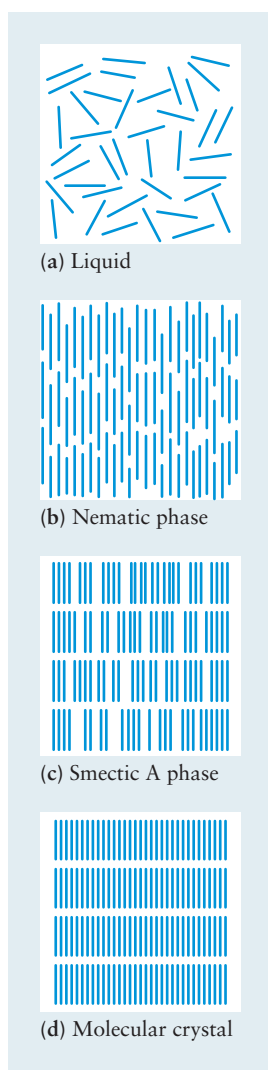 (a) Liquid
(b) Nematic phase
(c) Smectic A phase
(d) Molecular crystal